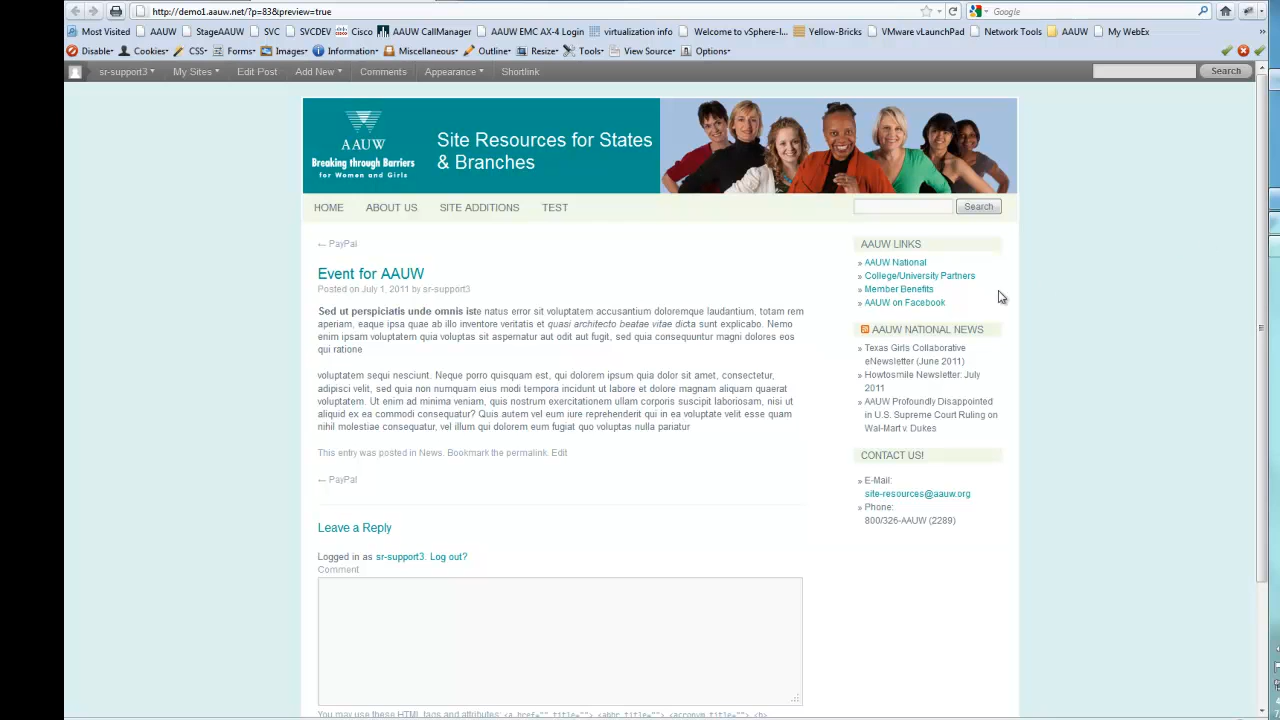 http://demo1.aauw.net/?p=83&preview=true
Google
Most Visited AAUW StageAAUW SVC SVCDEV Cisco AAUW CallManager AAUW EMC AX-4 Login virtualization info Welcome to vSphere-l... Yellow-Bricks VMware vLaunchPad Network Tools AAUW My WebEx
Disable Cookies CSS Forms Images Information Miscellaneous Outline Resize Tools View Source Options
sr-support3 My Sites Edit Post Add New Comments Appearance Shortlink Search
AAUW
Breaking through Barriers
for Women and Girls
Site Resources for States
& Branches
HOME ABOUT US SITE ADDITIONS TEST Search
← PayPal
Event for AAUW
Posted on July 1, 2011 by sr-support3
Sed ut perspiciatis unde omnis iste natus error sit voluptatem accusantium doloremque laudantium, totam rem
aperiam, eaque ipsa quae ab illo inventore veritatis et quasi architecto beatae vitae dicta sunt explicabo. Nemo
enim ipsam voluptatem quia voluptas sit aspernatur aut odit aut fugit, sed quia consequuntur magni dolores eos
qui ratione
voluptatem sequi nesciunt. Neque porro quisquam est, qui dolorem ipsum quia dolor sit amet, consectetur,
adipisci velit, sed quia non numquam eius modi tempora incidunt ut labore et dolore magnam aliquam quaerat
voluptatem. Ut enim ad minima veniam, quis nostrum exercitationem ullam corporis suscipit laboriosam, nisi ut
aliquid ex ea commodi consequatur? Quis autem vel eum iure reprehenderit qui in ea voluptate velit esse quam
nihil molestiae consequatur, vel illum qui dolorem eum fugiat quo voluptas nulla pariatur
This entry was posted in News. Bookmark the permalink. Edit
← PayPal
Leave a Reply
Logged in as sr-support3. Log out?
Comment
You may use these HTML tags and attributes: <a href="" title=""> <abbr title=""> <acronym title=""> <b>
AAUW LINKS
» AAUW National
» College/University Partners
» Member Benefits
» AAUW on Facebook
AAUW NATIONAL NEWS
» Texas Girls Collaborative
eNewsletter (June 2011)
» Howtosmile Newsletter: July
2011
» AAUW Profoundly Disappointed
in U.S. Supreme Court Ruling on
Wal-Mart v. Dukes
CONTACT US!
» E-Mail:
site-resources@aauw.org
» Phone:
800/326-AAUW (2289)